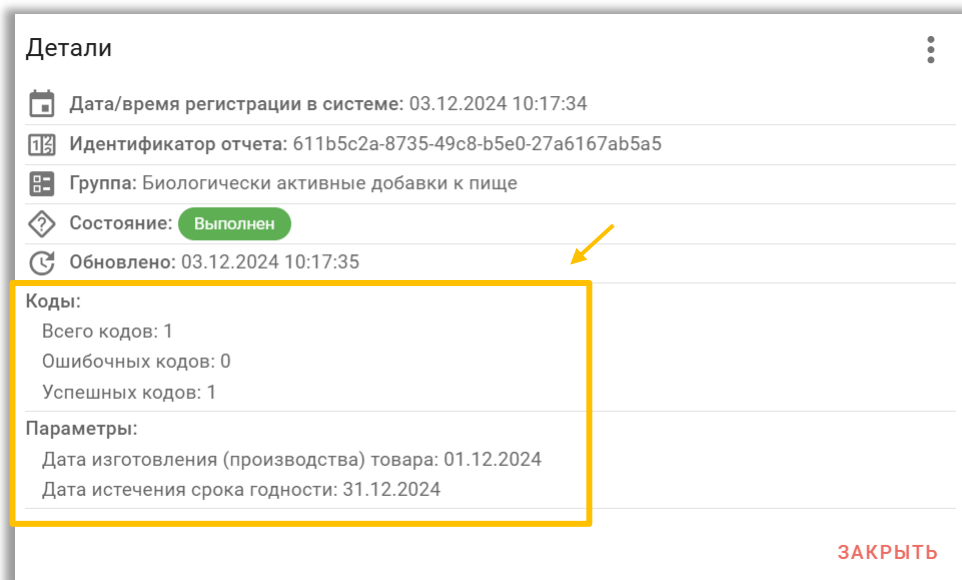 Детали
Дата/время регистрации в системе: 03.12.2024 10:17:34
Идентификатор отчета: 611b5c2a-8735-49c8-b5e0-27a6167ab5a5
Группа: Биологически активные добавки к пище
Состояние: Выполнен
Обновлено: 03.12.2024 10:17:35
Коды:
Всего кодов: 1
Ошибочных кодов: 0
Успешных кодов: 1
Параметры:
Дата изготовления (производства) товара: 01.12.2024
Дата истечения срока годности: 31.12.2024
ЗАКРЫТЬ